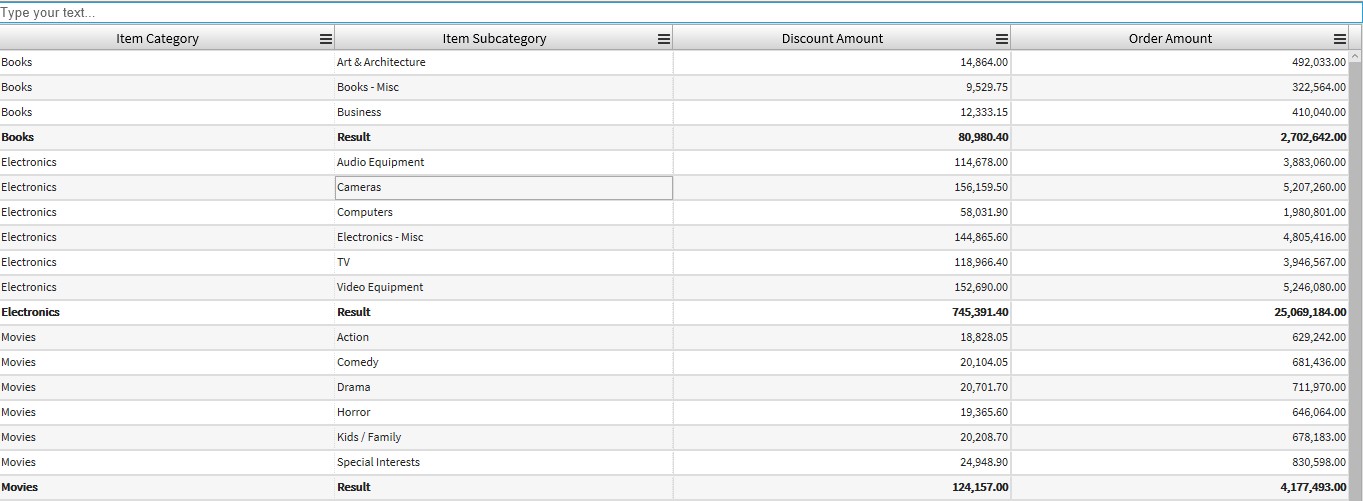 Type your text...
Item Category Item Subcategory Discount Amount Order Amount
Books Art & Architecture 14,864.00 492,033.00
Books Books - Misc 9,529.75 322,564.00
Books Business 12,333.15 410,040.00
Books Result 80,980.40 2,702,642.00
Electronics Audio Equipment 114,678.00 3,883,060.00
Electronics Cameras 156,159.50 5,207,260.00
Electronics Computers 58,031.90 1,980,801.00
Electronics Electronics - Misc 144,865.60 4,805,416.00
Electronics TV 118,966.40 3,946,567.00
Electronics Video Equipment 152,690.00 5,246,080.00
Electronics Result 745,391.40 25,069,184.00
Movies Action 18,828.05 629,242.00
Movies Comedy 20,104.05 681,436.00
Movies Drama 20,701.70 711,970.00
Movies Horror 19,365.60 646,064.00
Movies Kids / Family 20,208.70 678,183.00
Movies Special Interests 24,948.90 830,598.00
Movies Result 124,157.00 4,177,493.00